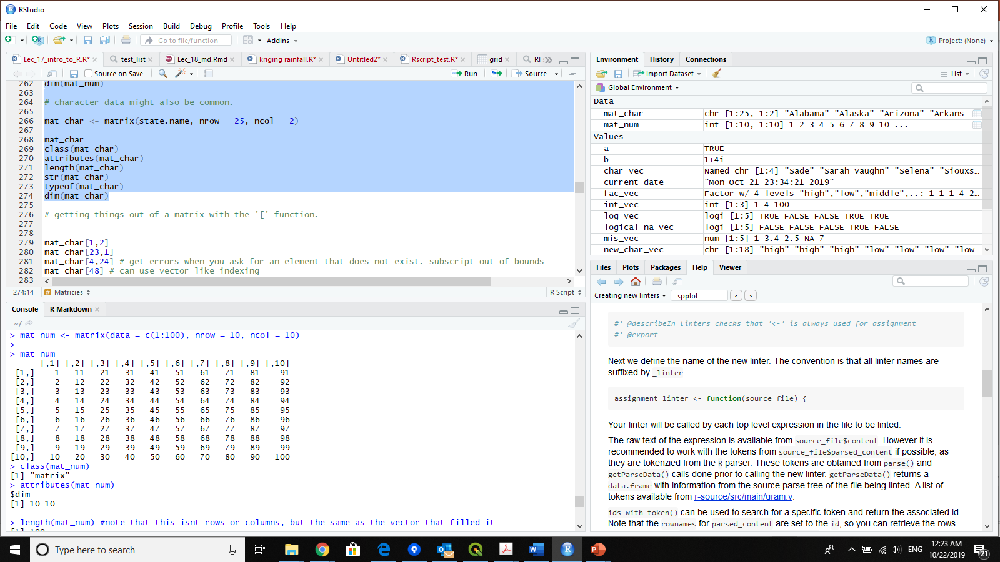 RStudio
File Edit Code View Plots Session Build Debug Profile Tools Help
Go to file/function Addins Project: (None)
Lec_17_intro_to_R.R* test_list Lec_18_md.Rmd kriging rainfall.R* Untitled2* Rscript_test.R* grid RF
Source on Save Run Source
262 dim(mat_num)
263
264 # character data might also be common.
265
266 mat_char <- matrix(state.name, nrow = 25, ncol = 2)
267
268 mat_char
269 class(mat_char)
270 attributes(mat_char)
271 length(mat_char)
272 str(mat_char)
273 typeof(mat_char)
274 dim(mat_char)
275
276 # getting things out of a matrix with the '[' function.
277
278
279 mat_char[1,2]
280 mat_char[23,1]
281 mat_char[4,24] # get errors when you ask for an element that does not exist. subscript out of bounds
282 mat_char[48] # can use vector like indexing
283
274:14 # Matricies R Script
Console R Markdown
~/
> mat_num <- matrix(data = c(1:100), nrow = 10, ncol = 10)
>
> mat_num
[,1] [,2] [,3] [,4] [,5] [,6] [,7] [,8] [,9] [,10]
[1,] 1 11 21 31 41 51 61 71 81 91
[2,] 2 12 22 32 42 52 62 72 82 92
[3,] 3 13 23 33 43 53 63 73 83 93
[4,] 4 14 24 34 44 54 64 74 84 94
[5,] 5 15 25 35 45 55 65 75 85 95
[6,] 6 16 26 36 46 56 66 76 86 96
[7,] 7 17 27 37 47 57 67 77 87 97
[8,] 8 18 28 38 48 58 68 78 88 98
[9,] 9 19 29 39 49 59 69 79 89 99
[10,] 10 20 30 40 50 60 70 80 90 100
> class(mat_num)
[1] "matrix"
> attributes(mat_num)
$dim
[1] 10 10
> length(mat_num) #note that this isnt rows or columns, but the same as the vector that filled it
[1] 100
Environment History Connections
Import Dataset List
Global Environment
Data
mat_char chr [1:25, 1:2] "Alabama" "Alaska" "Arizona" "Arkans...
mat_num int [1:10, 1:10] 1 2 3 4 5 6 7 8 9 10 ...
Values
a TRUE
b 1+4i
char_vec Named chr [1:4] "Sade" "Sarah Vaughn" "Selena" "Siouxs...
current_date "Mon Oct 21 23:34:21 2019"
fac_vec Factor w/ 4 levels "high","low","middle",..: 1 1 1 4 2...
int_vec int [1:3] 1 4 100
log_vec logi [1:5] TRUE FALSE FALSE TRUE TRUE
logical_na_vec logi [1:5] FALSE FALSE FALSE TRUE FALSE
mis_vec num [1:5] 1 3.4 2.5 NA 7
new_char_vec chr [1:18] "high" "high" "high" "low" "low" "low" "low...
Files Plots Packages Help Viewer
Creating new linters spplot < >
#' @describeIn linters checks that '<-' is always used for assignment
#' @export
Next we define the name of the new linter. The convention is that all linter names are
suffixed by _linter.
assignment_linter <- function(source_file) {
Your linter will be called by each top level expression in the file to be linted.
The raw text of the expression is available from source_file$content. However it is
recommended to work with the tokens from source_file$parsed_content if possible, as
they are tokenzied from the R parser. These tokens are obtained from parse() and
getParseData() calls done prior to calling the new linter. getParseData() returns a
data.frame with information from the source parse tree of the file being linted. A list of
tokens available from r-source/src/main/gram.y.
ids_with_token() can be used to search for a specific token and return the associated id.
Note that the rownames for parsed_content are set to the id, so you can retrieve the rows
Type here to search ENG 12:23 AM
10/22/2019 21